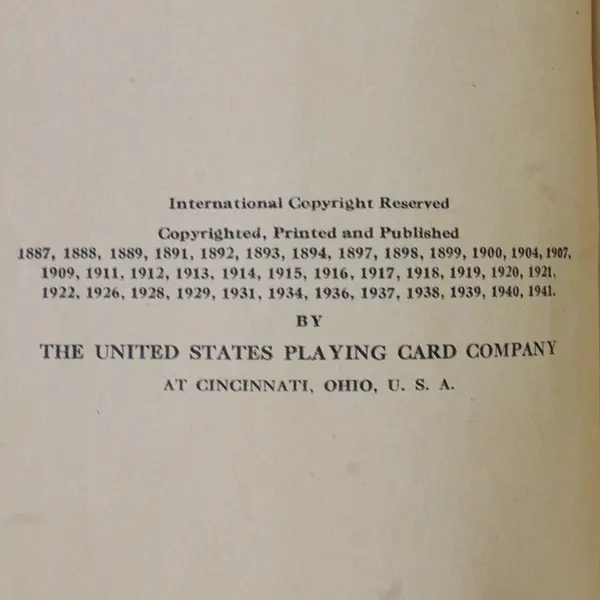 International Copyright Reserved
Copyrighted, Printed and Published
1887, 1888, 1889, 1891, 1892, 1893, 1894, 1897, 1898, 1899, 1900, 1904, 1907,
1909, 1911, 1912, 1913, 1914, 1915, 1916, 1917, 1918, 1919, 1920, 1921,
1922, 1926, 1928, 1929, 1931, 1934, 1936, 1937, 1938, 1939, 1940, 1941.
BY
THE UNITED STATES PLAYING CARD COMPANY
AT CINCINNATI, OHIO, U. S. A.